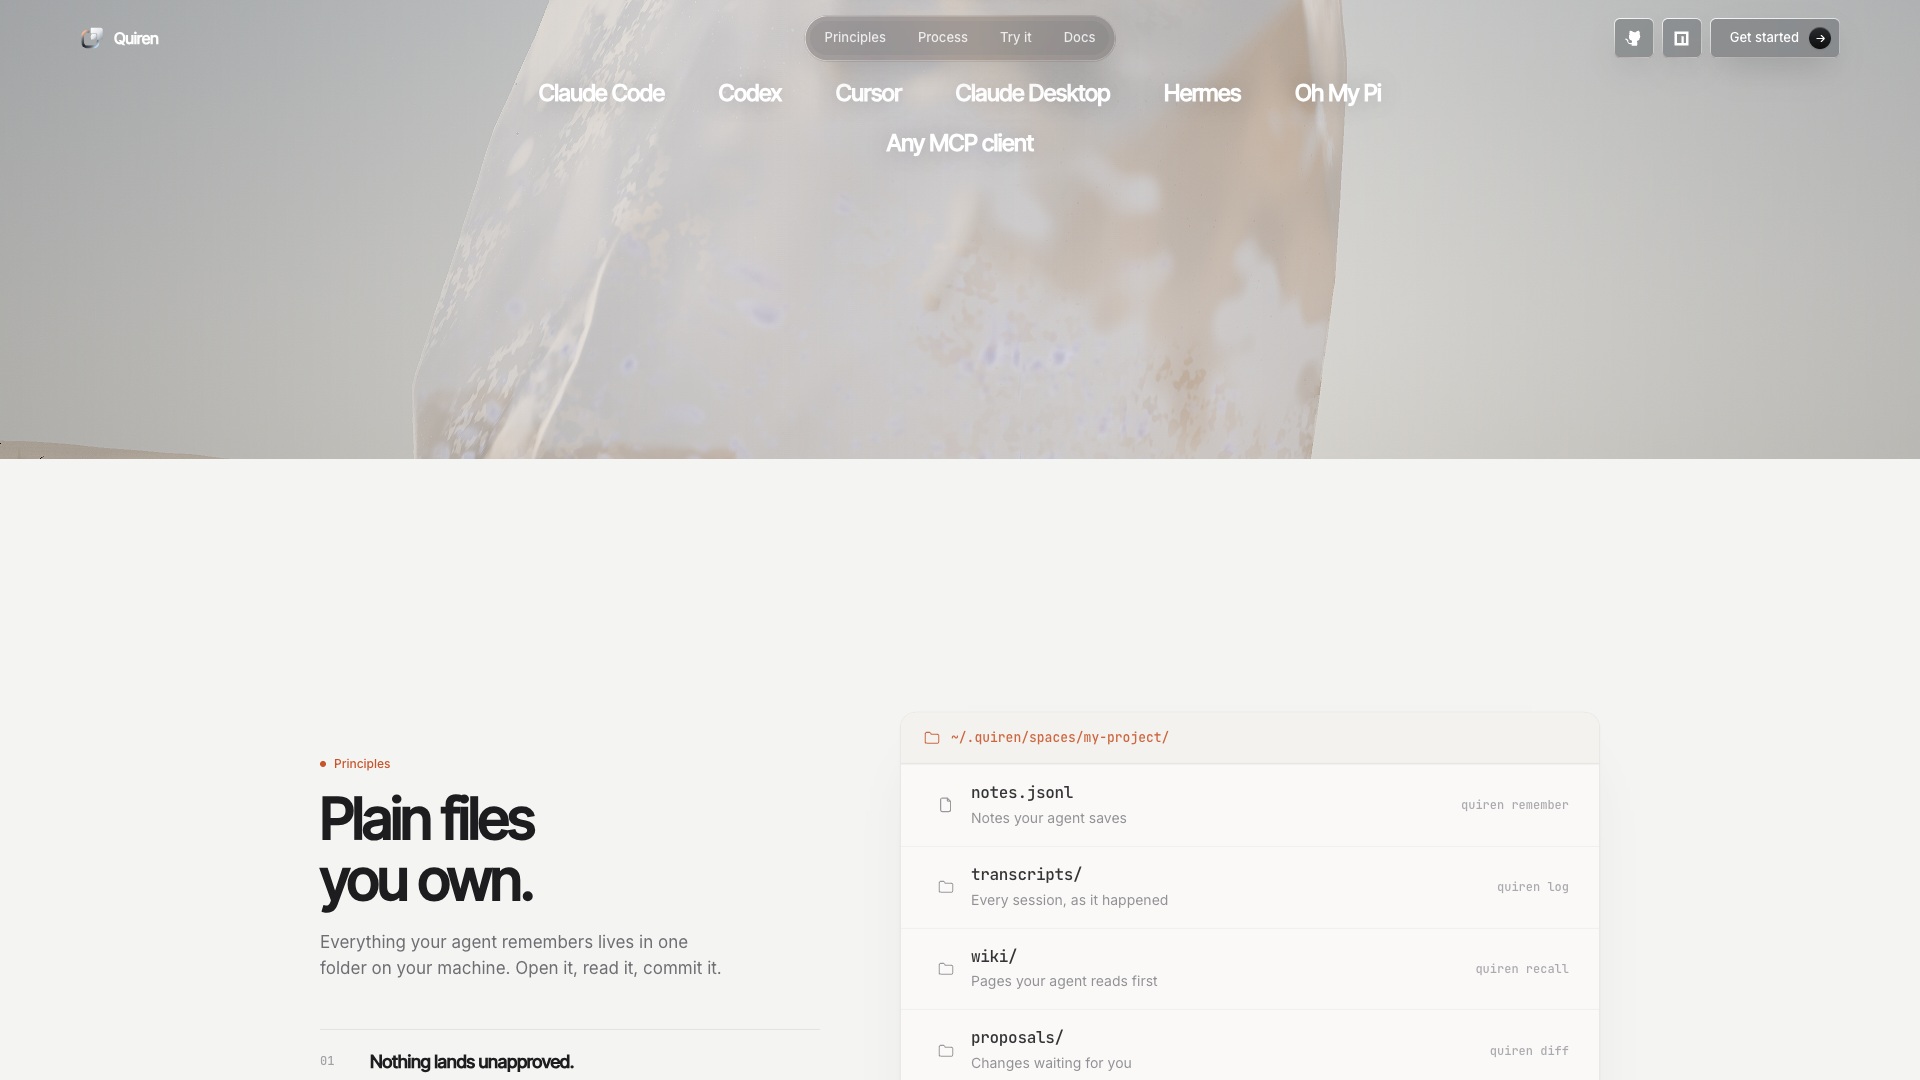 Quiren
Principles Process Try it Docs
Get started
Claude Code Codex Cursor Claude Desktop Hermes Oh My Pi
Any MCP client
Principles
Plain files
you own.
Everything your agent remembers lives in one
folder on your machine. Open it, read it, commit it.
01 Nothing lands unapproved.
~/.quiren/spaces/my-project/
notes.jsonl
Notes your agent saves
quiren remember
transcripts/
Every session, as it happened
quiren log
wiki/
Pages your agent reads first
quiren recall
proposals/
Changes waiting for you
quiren diff